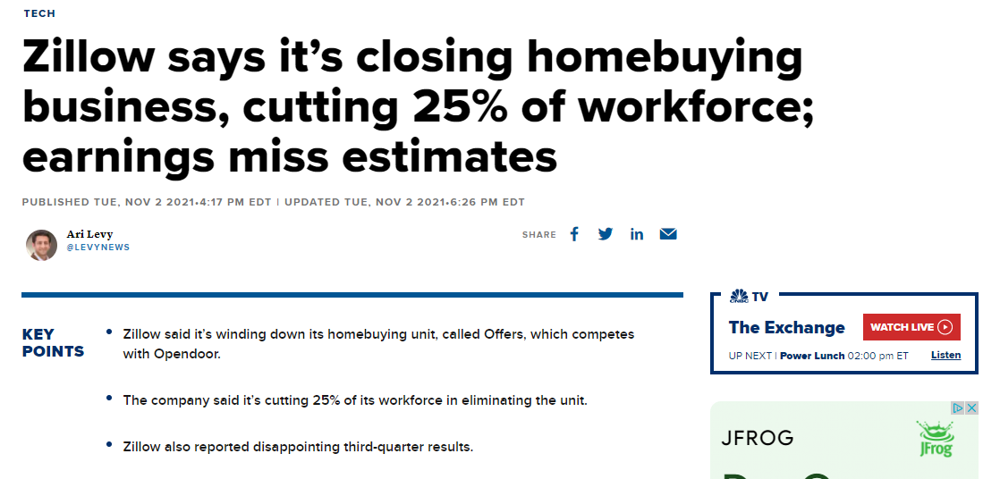 TECH
Zillow says it’s closing homebuying
business, cutting 25% of workforce;
earnings miss estimates
PUBLISHED TUE, NOV 2 2021•4:17 PM EDT | UPDATED TUE, NOV 2 2021•6:26 PM EDT
Ari Levy
@LEVYNEWS
SHARE
KEY
POINTS
Zillow said it’s winding down its homebuying unit, called Offers, which competes
with Opendoor.
The company said it’s cutting 25% of its workforce in eliminating the unit.
Zillow also reported disappointing third-quarter results.
CNBC TV
The Exchange
WATCH LIVE
UP NEXT | Power Lunch 02:00 pm ET
Listen
JFROG
JFrog